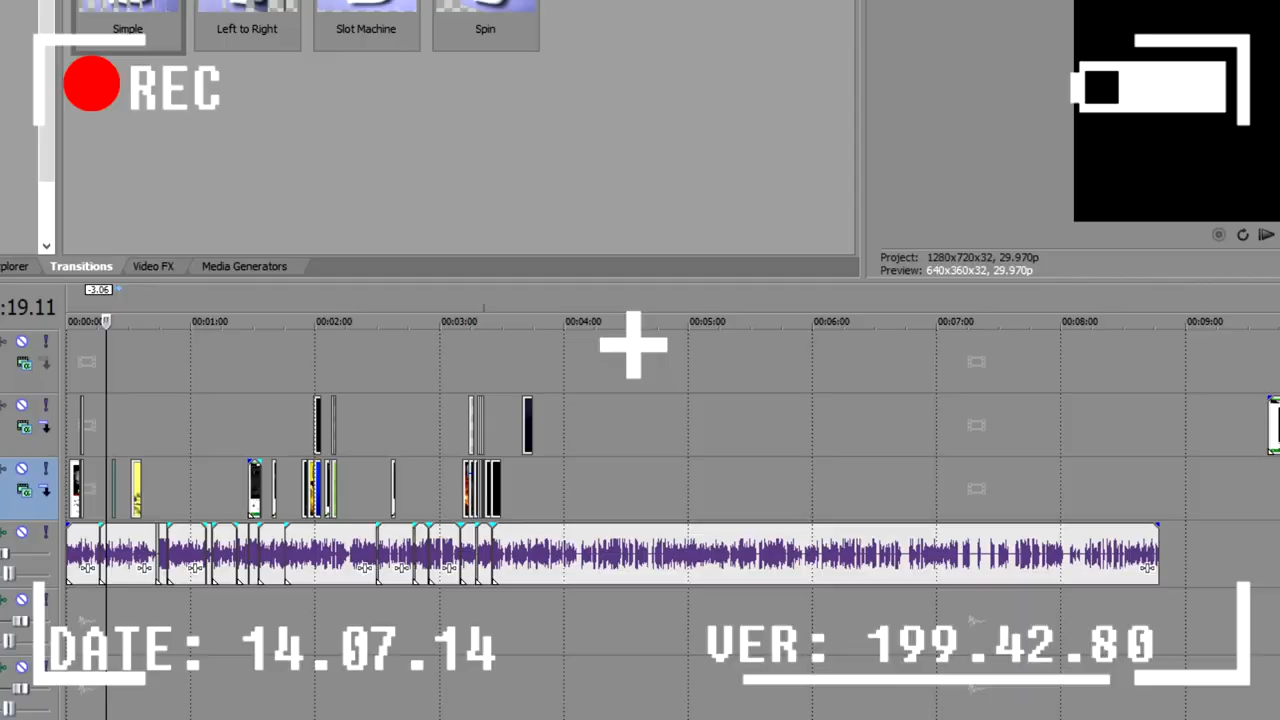 Simple
Left to Right
Slot Machine
Spin
REC
plorer
Transitions
Video FX
Media Generators
Project: 1280x720x32, 29.970p
Preview: 640x360x32, 29.970p
-3.06
:19.11
00:00:00
00:01:00
00:02:00
00:03:00
00:04:00
00:05:00
00:06:00
00:07:00
00:08:00
00:09:00
DATE: 14.07.14
VER: 199.42.80